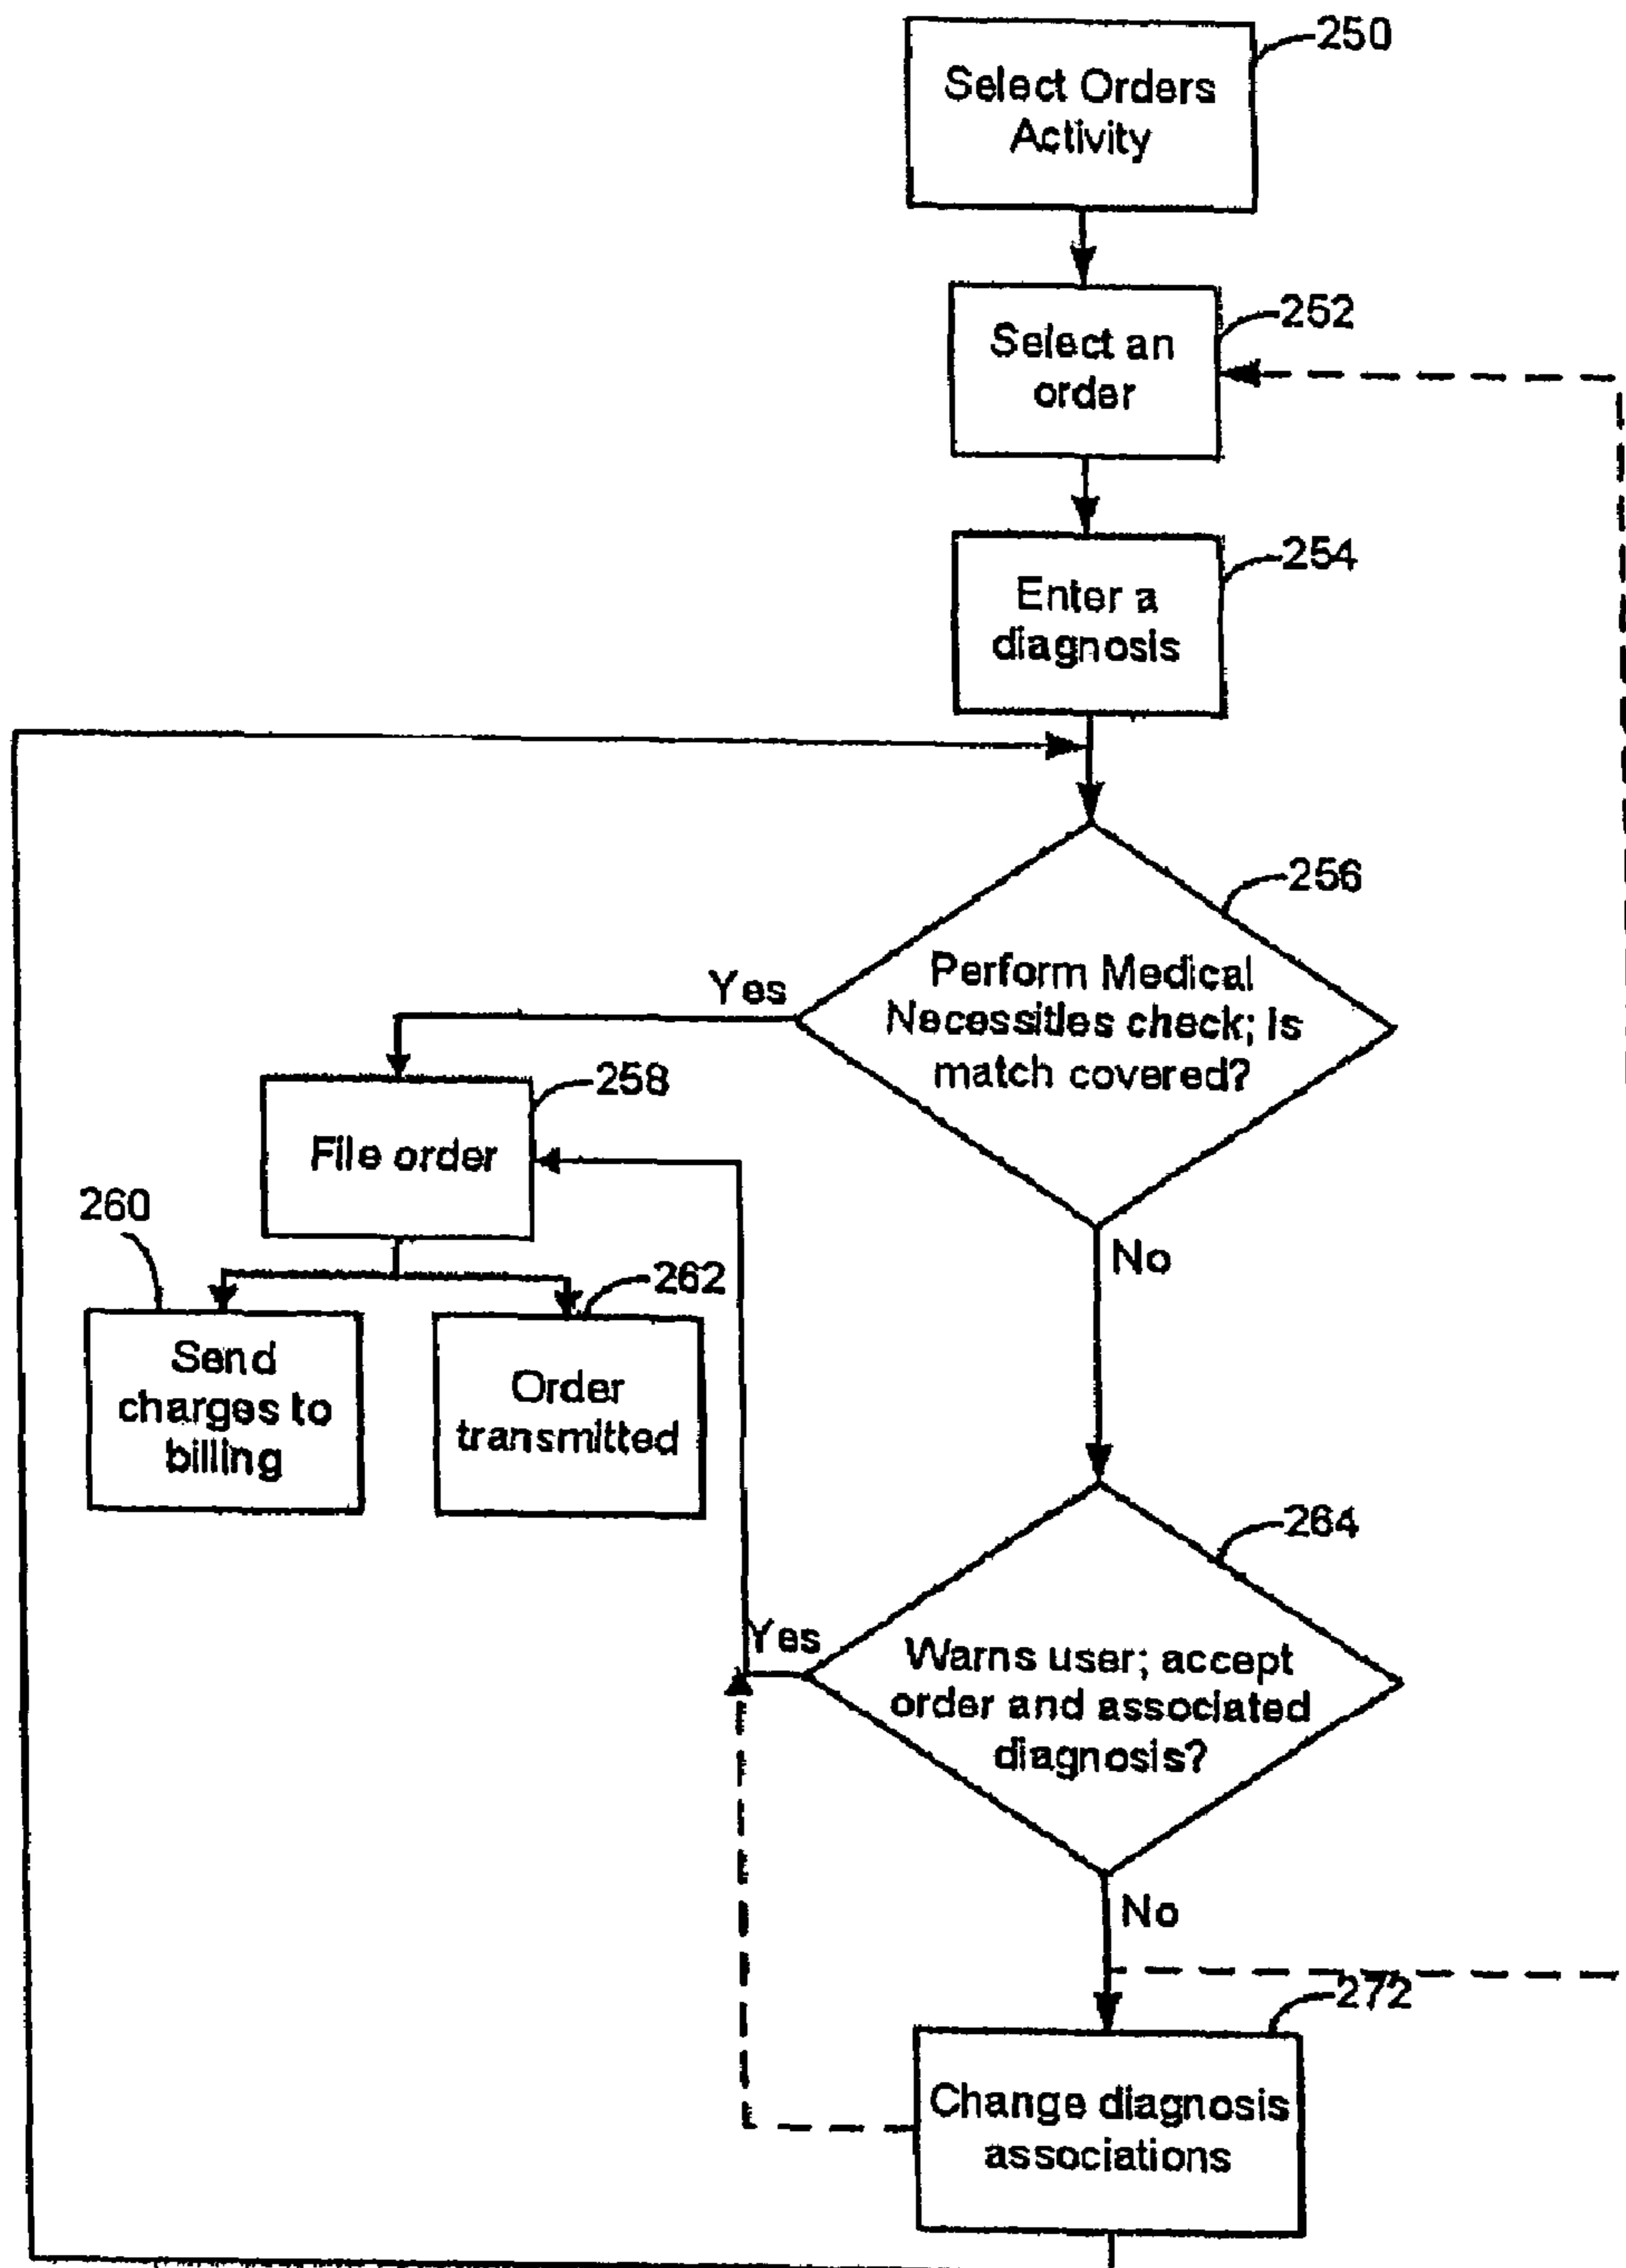 250
Select Orders
Activity
252
Select an
order
254
Enter a
diagnosis
256
Perform Medical
Necessities check; is
match covered?
Yes
258
File order
No
260
262
Send
charges to
billing
Order
transmitted
264
Warns user; accept
order and associated
diagnosis?
Yes
No
272
Change diagnosis
associations